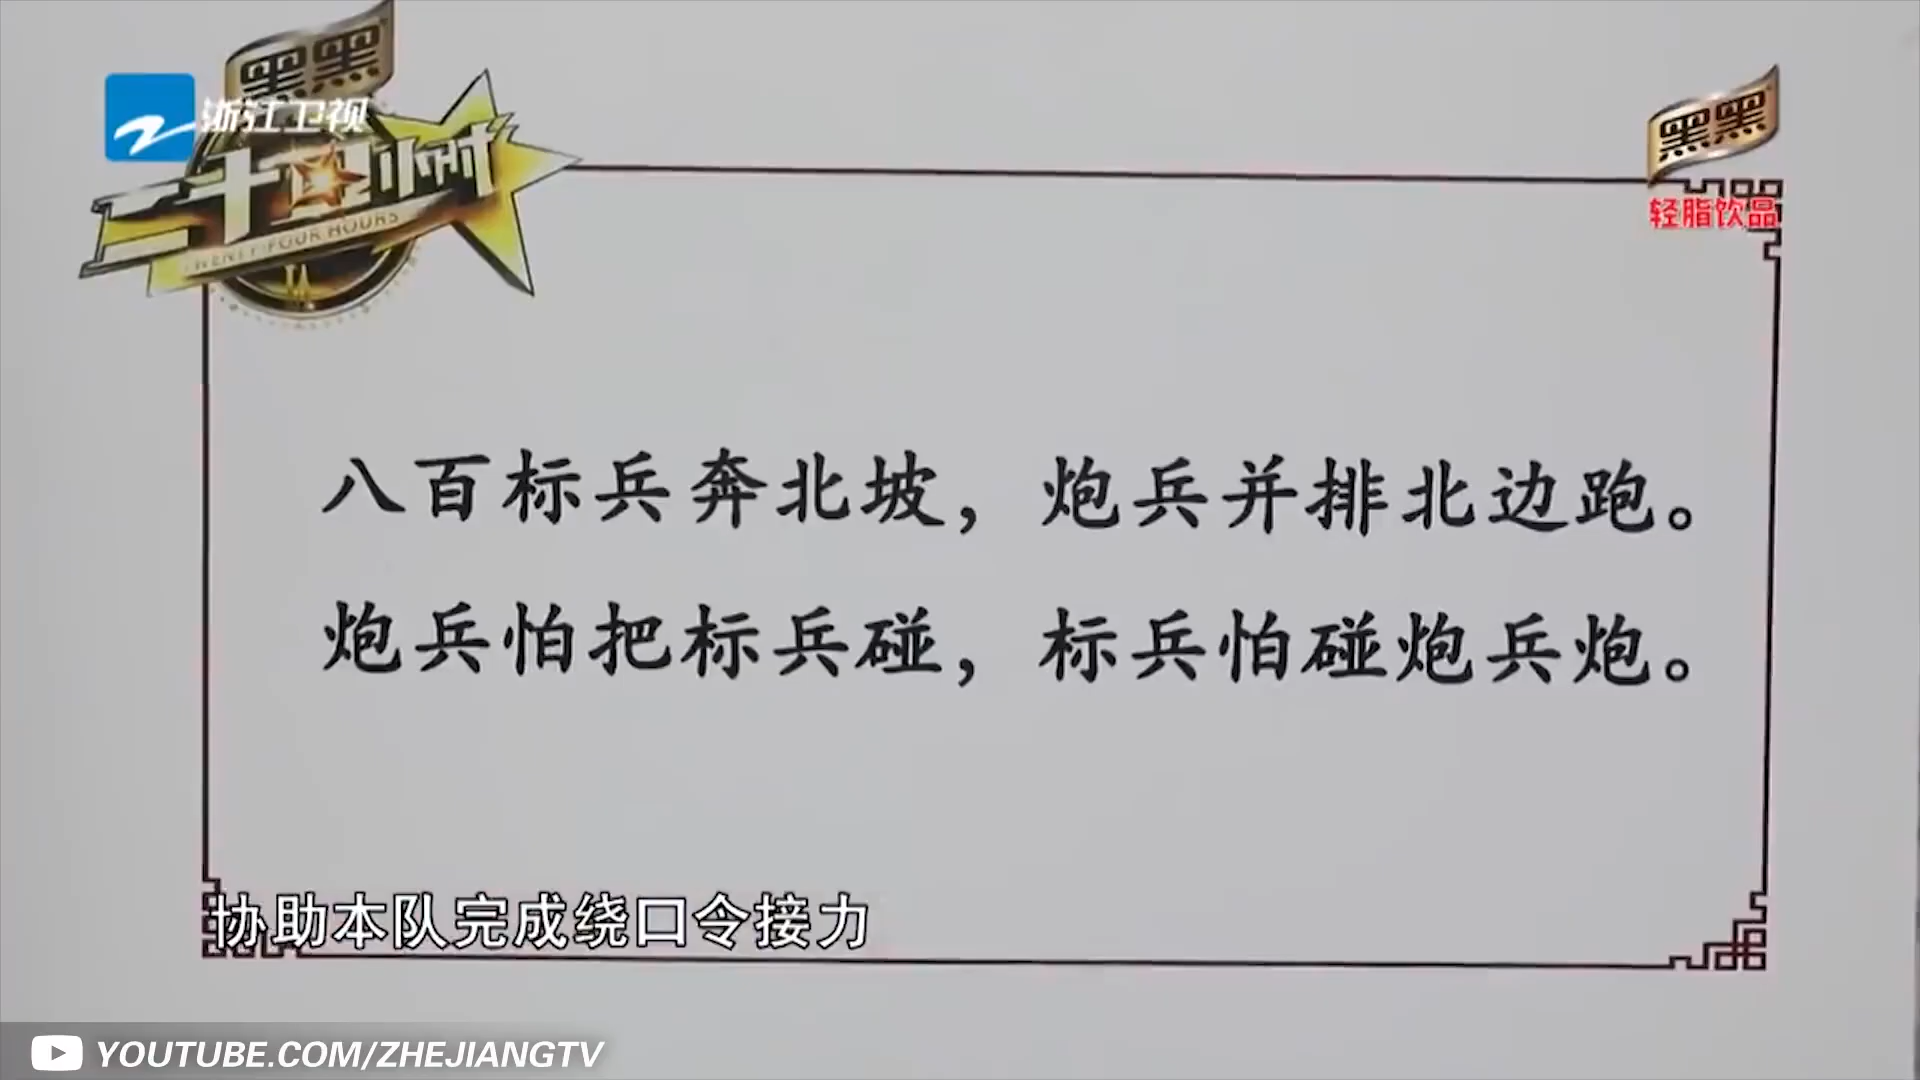 黑黑
浙江卫视
二十四小时
TWENTY-FOUR HOURS
黑黑
轻脂饮品
八百标兵奔北坡，炮兵并排北边跑。
炮兵怕把标兵碰，标兵怕碰炮兵炮。
协助本队完成绕口令接力
YOUTUBE.COM/ZHEJIANGTV